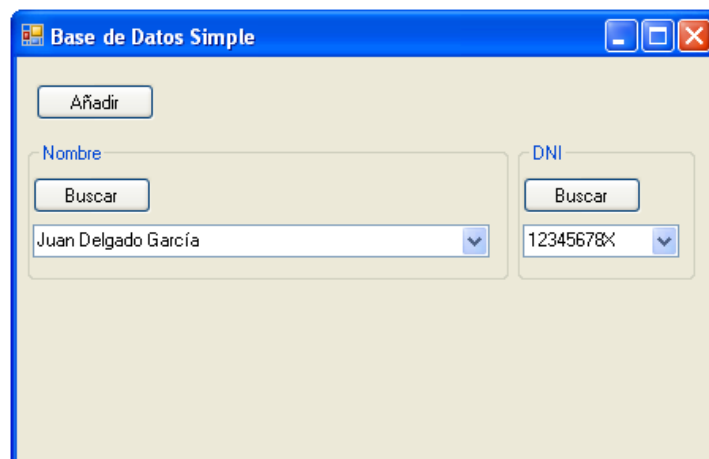 Base de Datos Simple
Añadir
Nombre
Buscar
Juan Delgado García
DNI
Buscar
12345678X